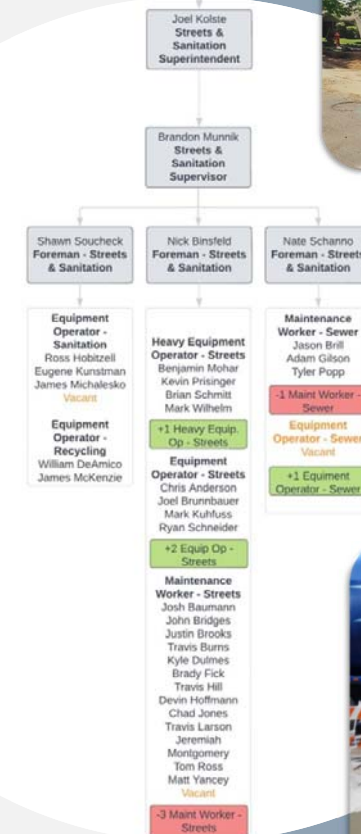 Joel Kolste
Streets &
Sanitation
Superintendent
Brandon Munnik
Streets &
Sanitation
Supervisor
Shawn Soucheck
Foreman - Streets
& Sanitation
Equipment
Operator -
Sanitation
Ross Hobitzell
Eugene Kunstman
James Michalesko
Vacant
Equipment
Operator -
Recycling
William DeAmico
James McKenzie
Nick Binsfeld
Foreman - Streets
& Sanitation
Heavy Equipment
Operator - Streets
Benjamin Mohar
Kevin Prisinger
Brian Schmitt
Mark Wilhelm
+1 Heavy Equip.
Op - Streets
Equipment
Operator - Streets
Chris Anderson
Joel Brunnbauer
Mark Kuhfuss
Ryan Schneider
+2 Equip Op -
Streets
Maintenance
Worker - Streets
Josh Baumann
John Bridges
Justin Brooks
Travis Burns
Kyle Dulmes
Brady Fick
Travis Hill
Devin Hoffmann
Chad Jones
Travis Larson
Jeremiah
Montgomery
Tom Ross
Matt Yancey
Vacant
-3 Maint Worker -
Streets
Nate Schanno
Foreman - Streets
& Sanitation
Maintenance
Worker - Sewer
Jason Brill
Adam Gilson
Tyler Popp
-1 Maint Worker -
Sewer
Equipment
Operator - Sewer
Vacant
+1 Equiment
Operator - Sewer